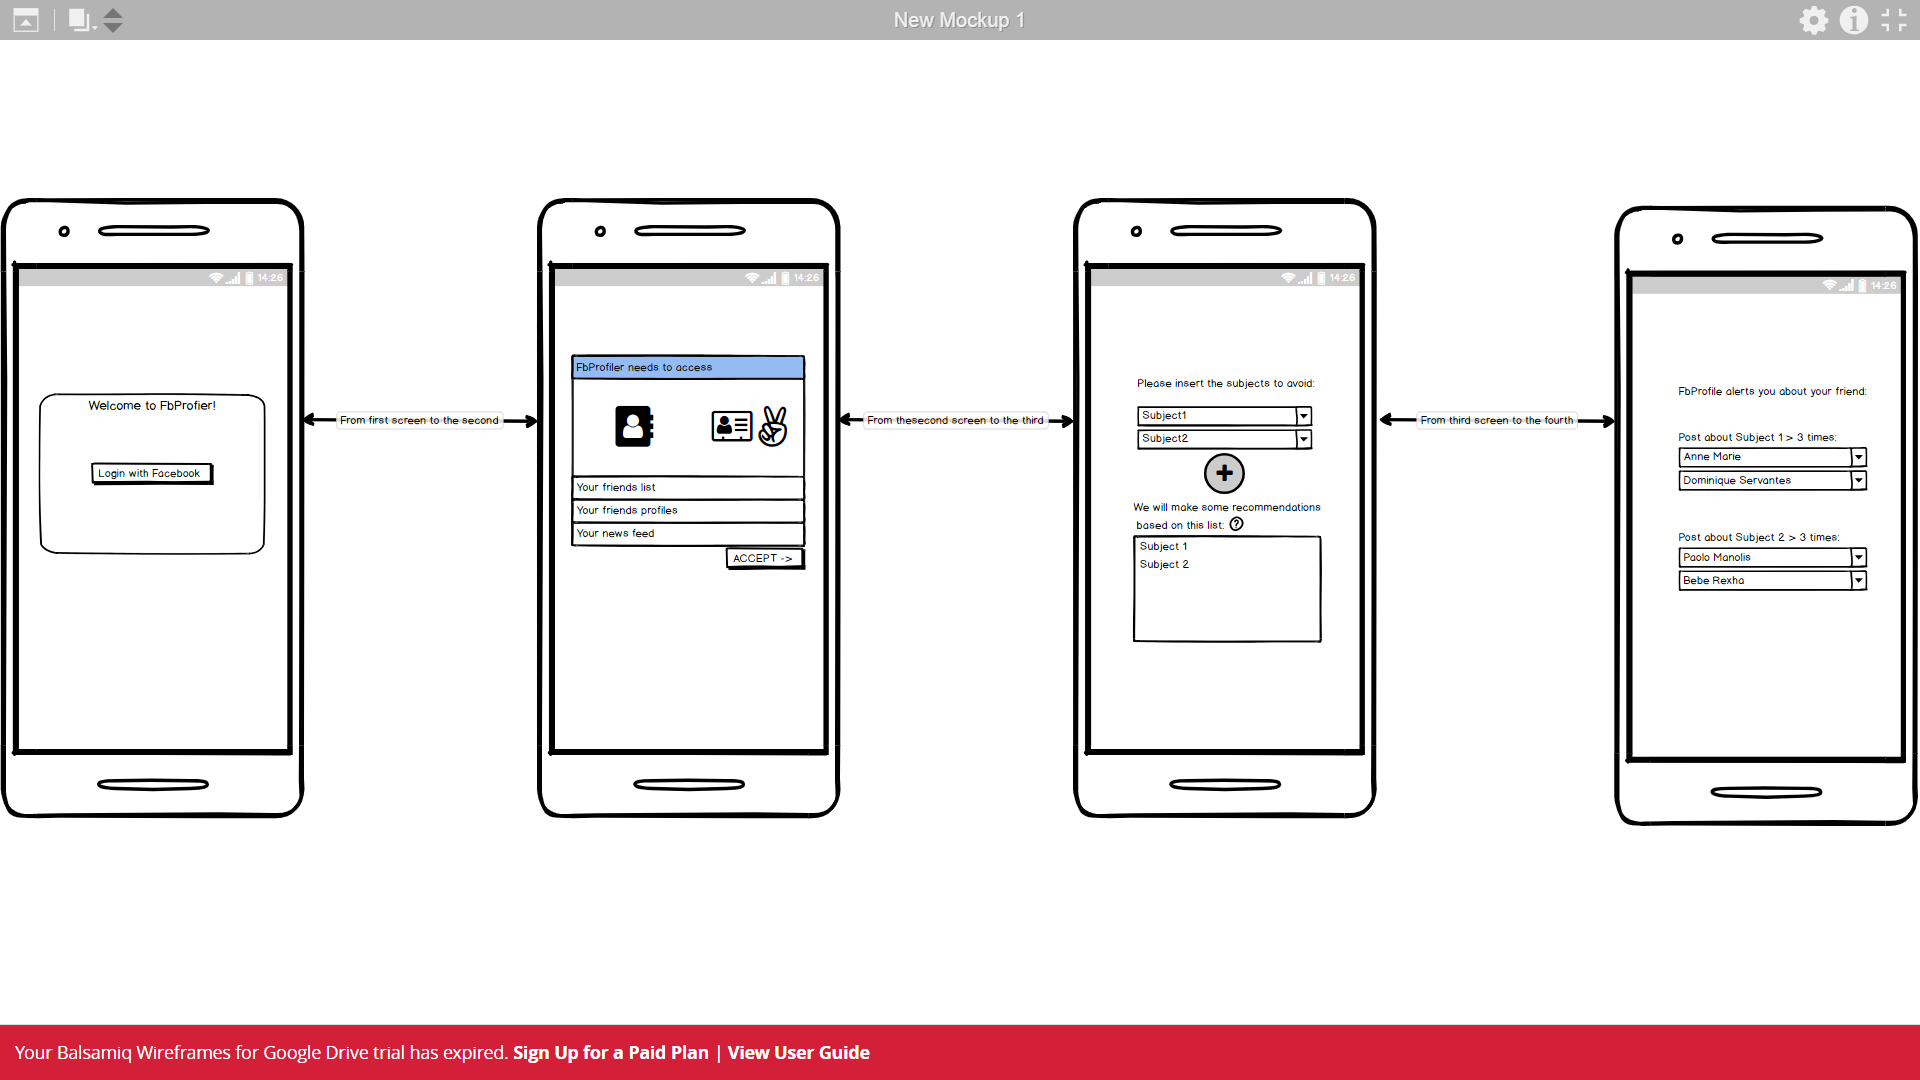 New Mockup 1
14:26
Welcome to FbProfier!
Login with Facebook
From first screen to the second
14:26
FbProfiler needs to access
Your friends list
Your friends profiles
Your news feed
ACCEPT ->
From thesecond screen to the third
14:26
Please insert the subjects to avoid:
Subject1
Subject2
We will make some recommendations
based on this list:
Subject 1
Subject 2
From third screen to the fourth
14:26
FbProfile alerts you about your friend:
Post about Subject 1 > 3 times:
Anne Marie
Dominique Servantes
Post about Subject 2 > 3 times:
Paolo Manolis
Bebe Rexha
Your Balsamiq Wireframes for Google Drive trial has expired. Sign Up for a Paid Plan | View User Guide